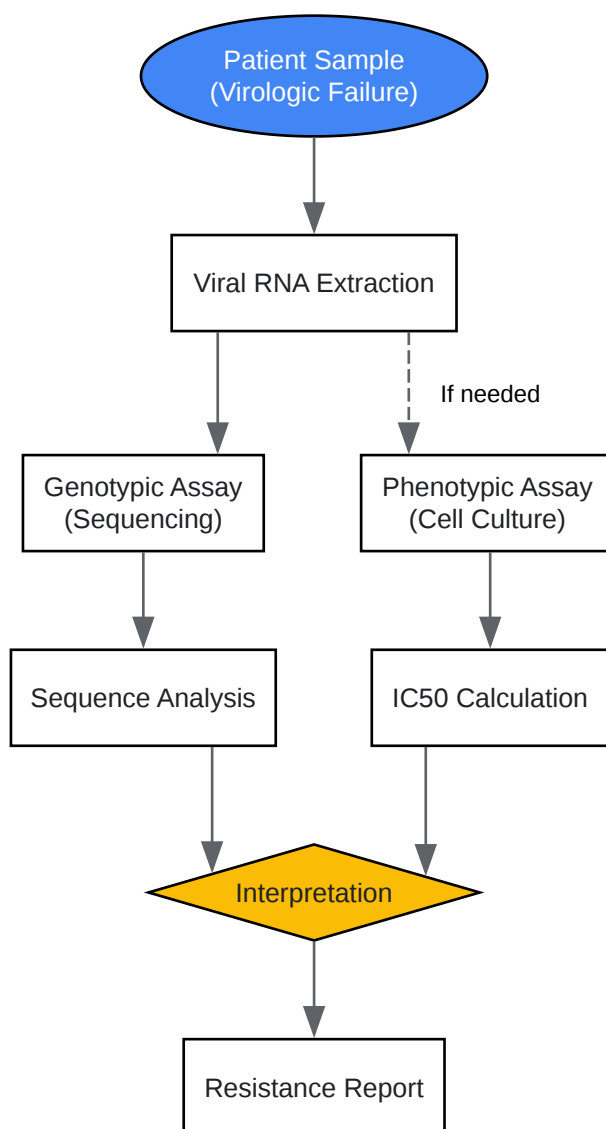 Patient Sample
(Virologic Failure)
Viral RNA Extraction
If needed
Genotypic Assay
(Sequencing)
Phenotypic Assay
(Cell Culture)
Sequence Analysis
IC50 Calculation
Interpretation
Resistance Report